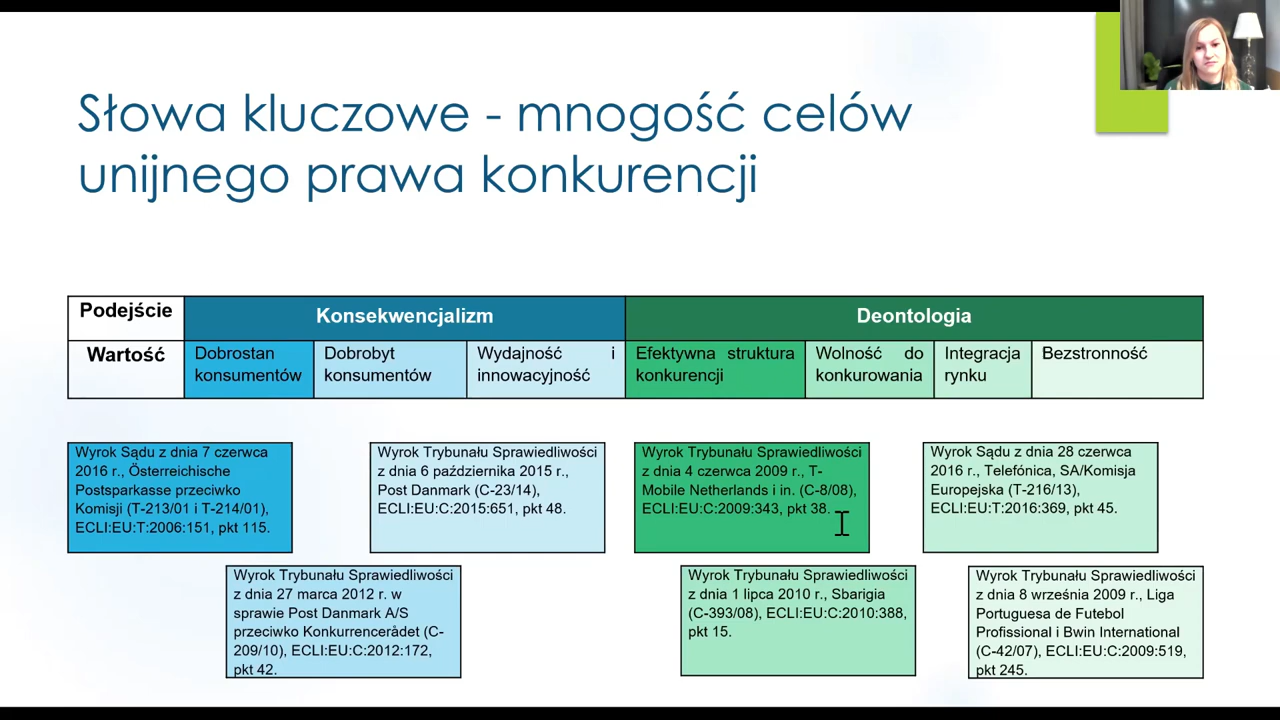 Słowa kluczowe - mnogość celów
unijnego prawa konkurencji
Podejście
Konsekwencjalizm
Deontologia
Wartość
Dobrostan
konsumentów
Dobrobyt
konsumentów
Wydajność i
innowacyjność
Efektywna struktura
konkurencji
Wolność do
konkurowania
Integracja
rynku
Bezstronność
Wyrok Sądu z dnia 7 czerwca
2016 r., Österreichische
Postsparkasse przeciwko
Komisji (T-213/01 i T-214/01),
ECLI:EU:T:2006:151, pkt 115.
Wyrok Trybunału Sprawiedliwości
z dnia 6 października 2015 r.,
Post Danmark (C-23/14),
ECLI:EU:C:2015:651, pkt 48.
Wyrok Trybunału Sprawiedliwości
z dnia 4 czerwca 2009 r., T-
Mobile Netherlands i in. (C-8/08),
ECLI:EU:C:2009:343, pkt 38.
Wyrok Sądu z dnia 28 czerwca
2016 r., Telefónica, SA/Komisja
Europejska (T-216/13),
ECLI:EU:T:2016:369, pkt 45.
Wyrok Trybunału Sprawiedliwości
z dnia 27 marca 2012 r. w
sprawie Post Danmark A/S
przeciwko Konkurrencerådet (C-
209/10), ECLI:EU:C:2012:172,
pkt 42.
Wyrok Trybunału Sprawiedliwości
z dnia 1 lipca 2010 r., Sbarigia
(C-393/08), ECLI:EU:C:2010:388,
pkt 15.
Wyrok Trybunału Sprawiedliwości
z dnia 8 września 2009 r., Liga
Portuguesa de Futebol
Profissional i Bwin International
(C-42/07), ECLI:EU:C:2009:519,
pkt 245.